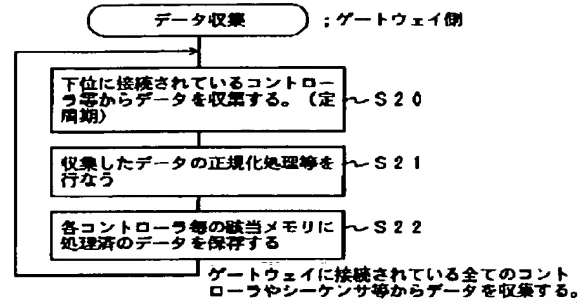 データ収集
；ゲートウェイ側
下位に接続されているコントロー
ラ等からデータを収集する。（定
周期）
～S20
収集したデータの正規化処理等を
行なう
～S21
各コントローラ毎の該当メモリに
処理済のデータを保存する
～S22
ゲートウェイに接続されている全てのコント
ローラやシーケンサ等からデータを収集する。